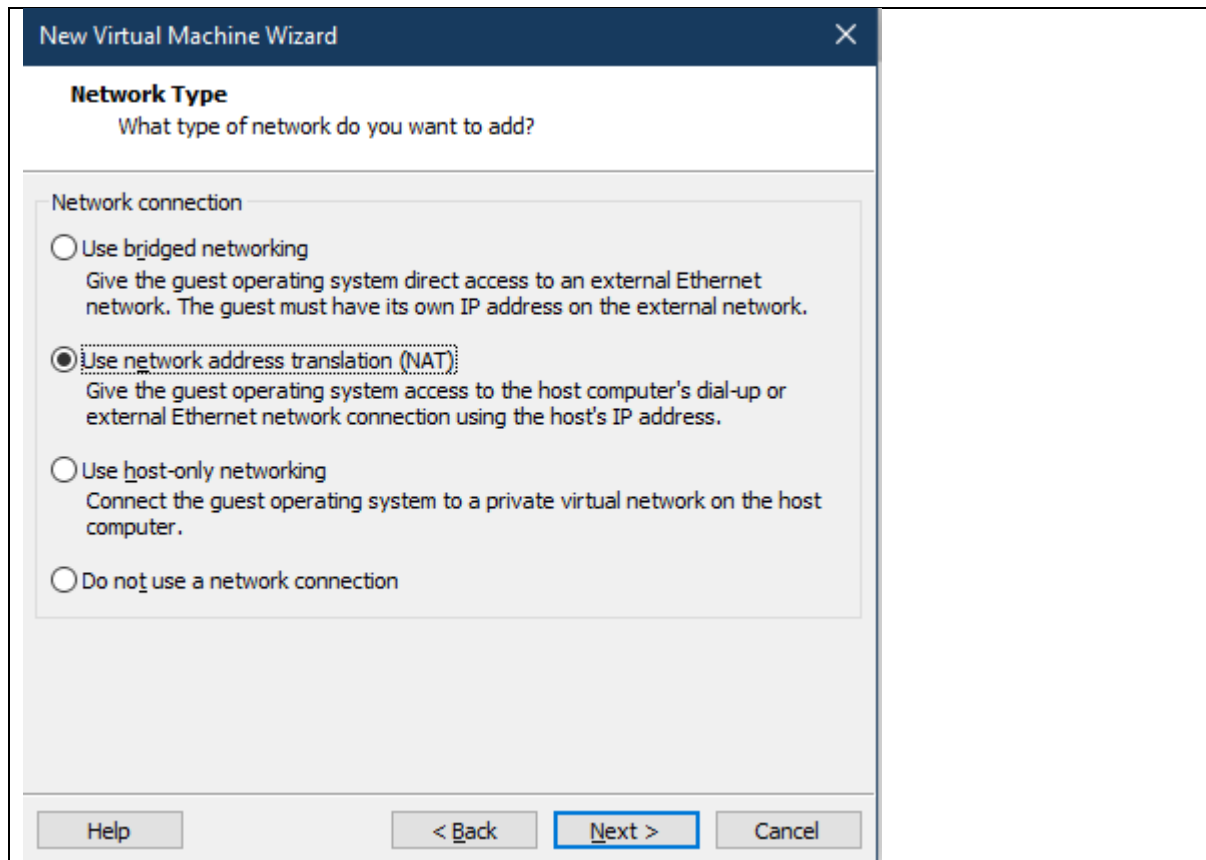 New Virtual Machine Wizard
Network Type
What type of network do you want to add?
Network connection
Use bridged networking
Give the guest operating system direct access to an external Ethernet
network. The guest must have its own IP address on the external network.
Use network address translation (NAT)
Give the guest operating system access to the host computer's dial-up or
external Ethernet network connection using the host's IP address.
Use host-only networking
Connect the guest operating system to a private virtual network on the host
computer.
Do not use a network connection
Help
< Back
Next >
Cancel